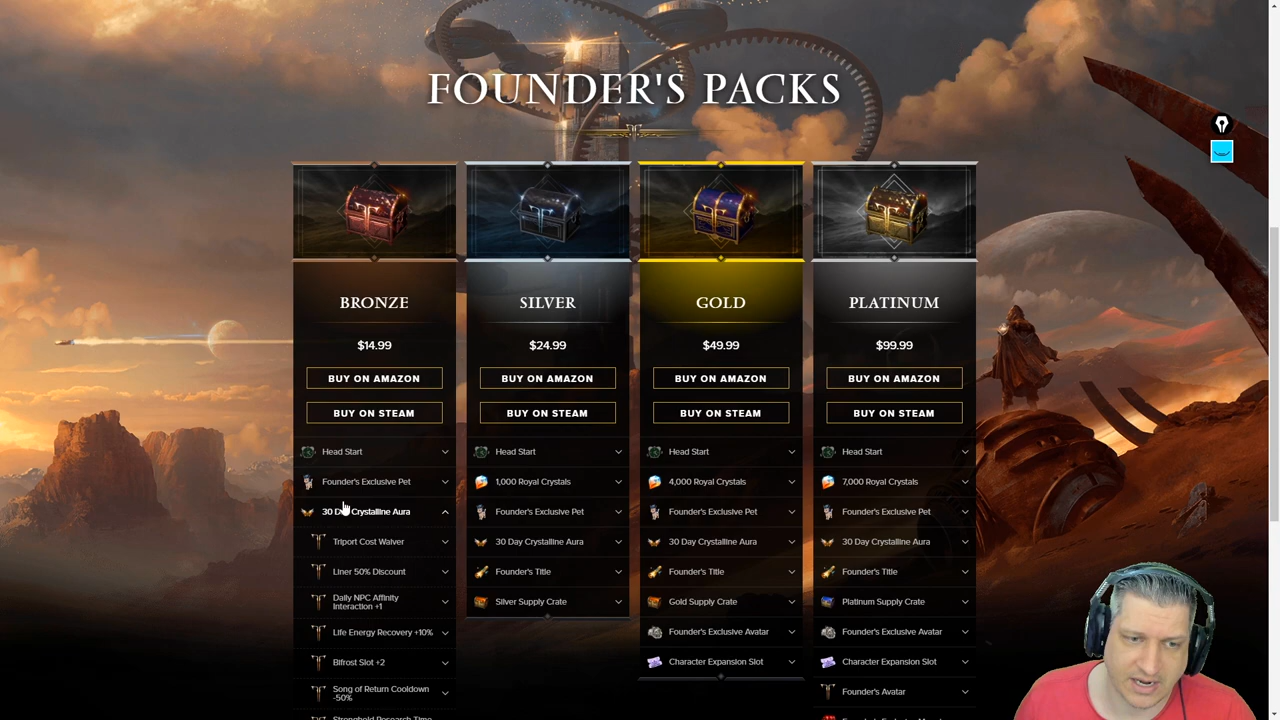 FOUNDER'S PACKS
BRONZE
$14.99
BUY ON AMAZON
BUY ON STEAM
Head Start
Founder's Exclusive Pet
30 Day Crystalline Aura
Triport Cost Waiver
Liner 50% Discount
Daily NPC Affinity
Interaction +1
Life Energy Recovery +10%
Bifrost Slot +2
Song of Return Cooldown
-50%
Stronghold Research Time
SILVER
$24.99
BUY ON AMAZON
BUY ON STEAM
Head Start
1,000 Royal Crystals
Founder's Exclusive Pet
30 Day Crystalline Aura
Founder's Title
Silver Supply Crate
GOLD
$49.99
BUY ON AMAZON
BUY ON STEAM
Head Start
4,000 Royal Crystals
Founder's Exclusive Pet
30 Day Crystalline Aura
Founder's Title
Gold Supply Crate
Founder's Exclusive Avatar
Character Expansion Slot
PLATINUM
$99.99
BUY ON AMAZON
BUY ON STEAM
Head Start
7,000 Royal Crystals
Founder's Exclusive Pet
30 Day Crystalline Aura
Founder's Title
Platinum Supply Crate
Founder's Exclusive Avatar
Character Expansion Slot
Founder's Avatar